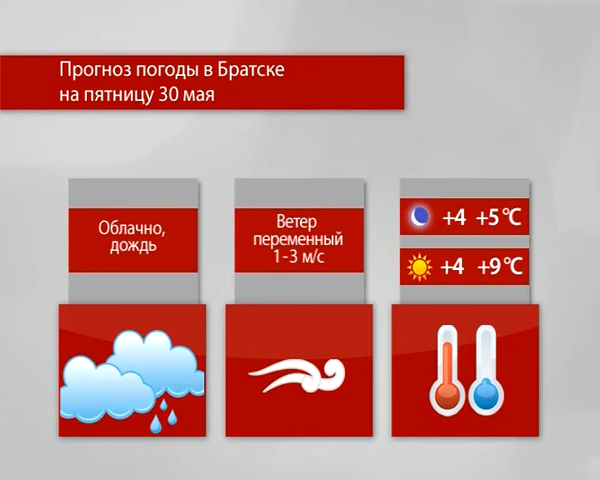 Прогноз погоды в Братске
на пятницу 30 мая
Облачно,
дождь
Ветер
переменный
1-3 м/с
+4 +5°C
+4 +9°C